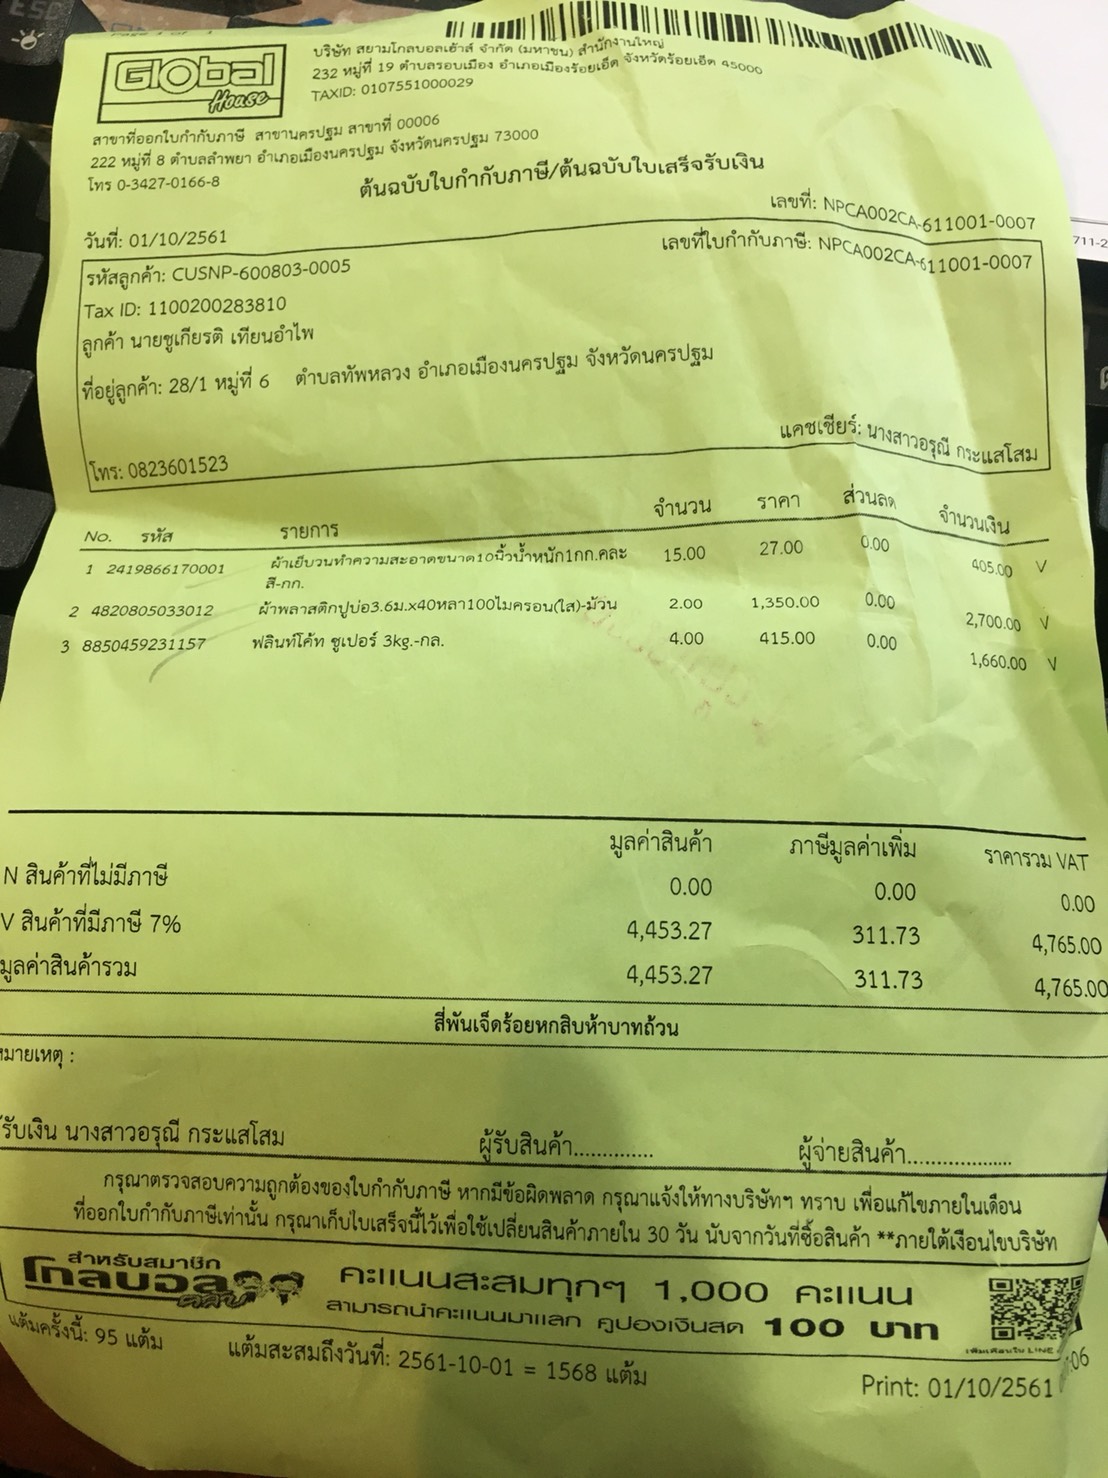 ESC
Global House
บริษัท สยามโกลบอลเฮ้าส์ จำกัด (มหาชน) สำนักงานใหญ่
232 หมู่ที่ 19 ตำบลรอบเมือง อำเภอเมืองร้อยเอ็ด จังหวัดร้อยเอ็ด 45000
TAXID: 0107551000029
สาขาที่ออกใบกำกับภาษี สาขานครปฐม สาขาที่ 00006
222 หมู่ที่ 8 ตำบลลำพยา อำเภอเมืองนครปฐม จังหวัดนครปฐม 73000
โทร 0-3427-0166-8
ต้นฉบับใบกำกับภาษี/ต้นฉบับใบเสร็จรับเงิน
เลขที่: NPCA002CA-611001-0007
วันที่: 01/10/2561
เลขที่ใบกำกับภาษี: NPCA002CA-611001-0007
711-2
รหัสลูกค้า: CUSNP-600803-0005
Tax ID: 1100200283810
ลูกค้า นายชูเกียรติ เทียนอำไพ
ที่อยู่ลูกค้า: 28/1 หมู่ที่ 6 ตำบลทัพหลวง อำเภอเมืองนครปฐม จังหวัดนครปฐม
แคชเชียร์: นางสาวอรุณี กระแสโสม
โทร: 0823601523
No. รหัส รายการ จำนวน ราคา ส่วนลด จำนวนเงิน
1 2419866170001 ผ้าเย็บวนทำความสะอาดขนาด10นิ้วน้ำหนัก1กก.คละ 15.00 27.00 0.00 405.00 V
สี-กก.
2 4820805033012 ผ้าพลาสติกปูบ่อ3.6ม.x40หลา100ไมครอน(ใส)-ม้วน 2.00 1,350.00 0.00 2,700.00 V
3 8850459231157 ฟลินท์โค้ท ซูเปอร์ 3kg.-กล. 4.00 415.00 0.00 1,660.00 V
มูลค่าสินค้า ภาษีมูลค่าเพิ่ม ราคารวม VAT
N สินค้าที่ไม่มีภาษี 0.00 0.00 0.00
V สินค้าที่มีภาษี 7% 4,453.27 311.73 4,765.00
มูลค่าสินค้ารวม 4,453.27 311.73 4,765.00
สี่พันเจ็ดร้อยหกสิบห้าบาทถ้วน
หมายเหตุ :
รับเงิน นางสาวอรุณี กระแสโสม ผู้รับสินค้า............. ผู้จ่ายสินค้า..................
กรุณาตรวจสอบความถูกต้องของใบกำกับภาษี หากมีข้อผิดพลาด กรุณาแจ้งให้ทางบริษัทฯ ทราบ เพื่อแก้ไขภายในเดือน
ที่ออกใบกำกับภาษีเท่านั้น กรุณาเก็บใบเสร็จนี้ไว้เพื่อใช้เปลี่ยนสินค้าภายใน 30 วัน นับจากวันที่ซื้อสินค้า **ภายใต้เงื่อนไขบริษัท
สำหรับสมาชิก
โกลบอลคลับ
คะแนนสะสมทุกๆ 1,000 คะแนน
สามารถนำคะแนนมาแลก คูปองเงินสด 100 บาท
เพิ่มเพื่อนใน LINE
แต้มครั้งนี้: 95 แต้ม แต้มสะสมถึงวันที่: 2561-10-01 = 1568 แต้ม
Print: 01/10/2561 :06